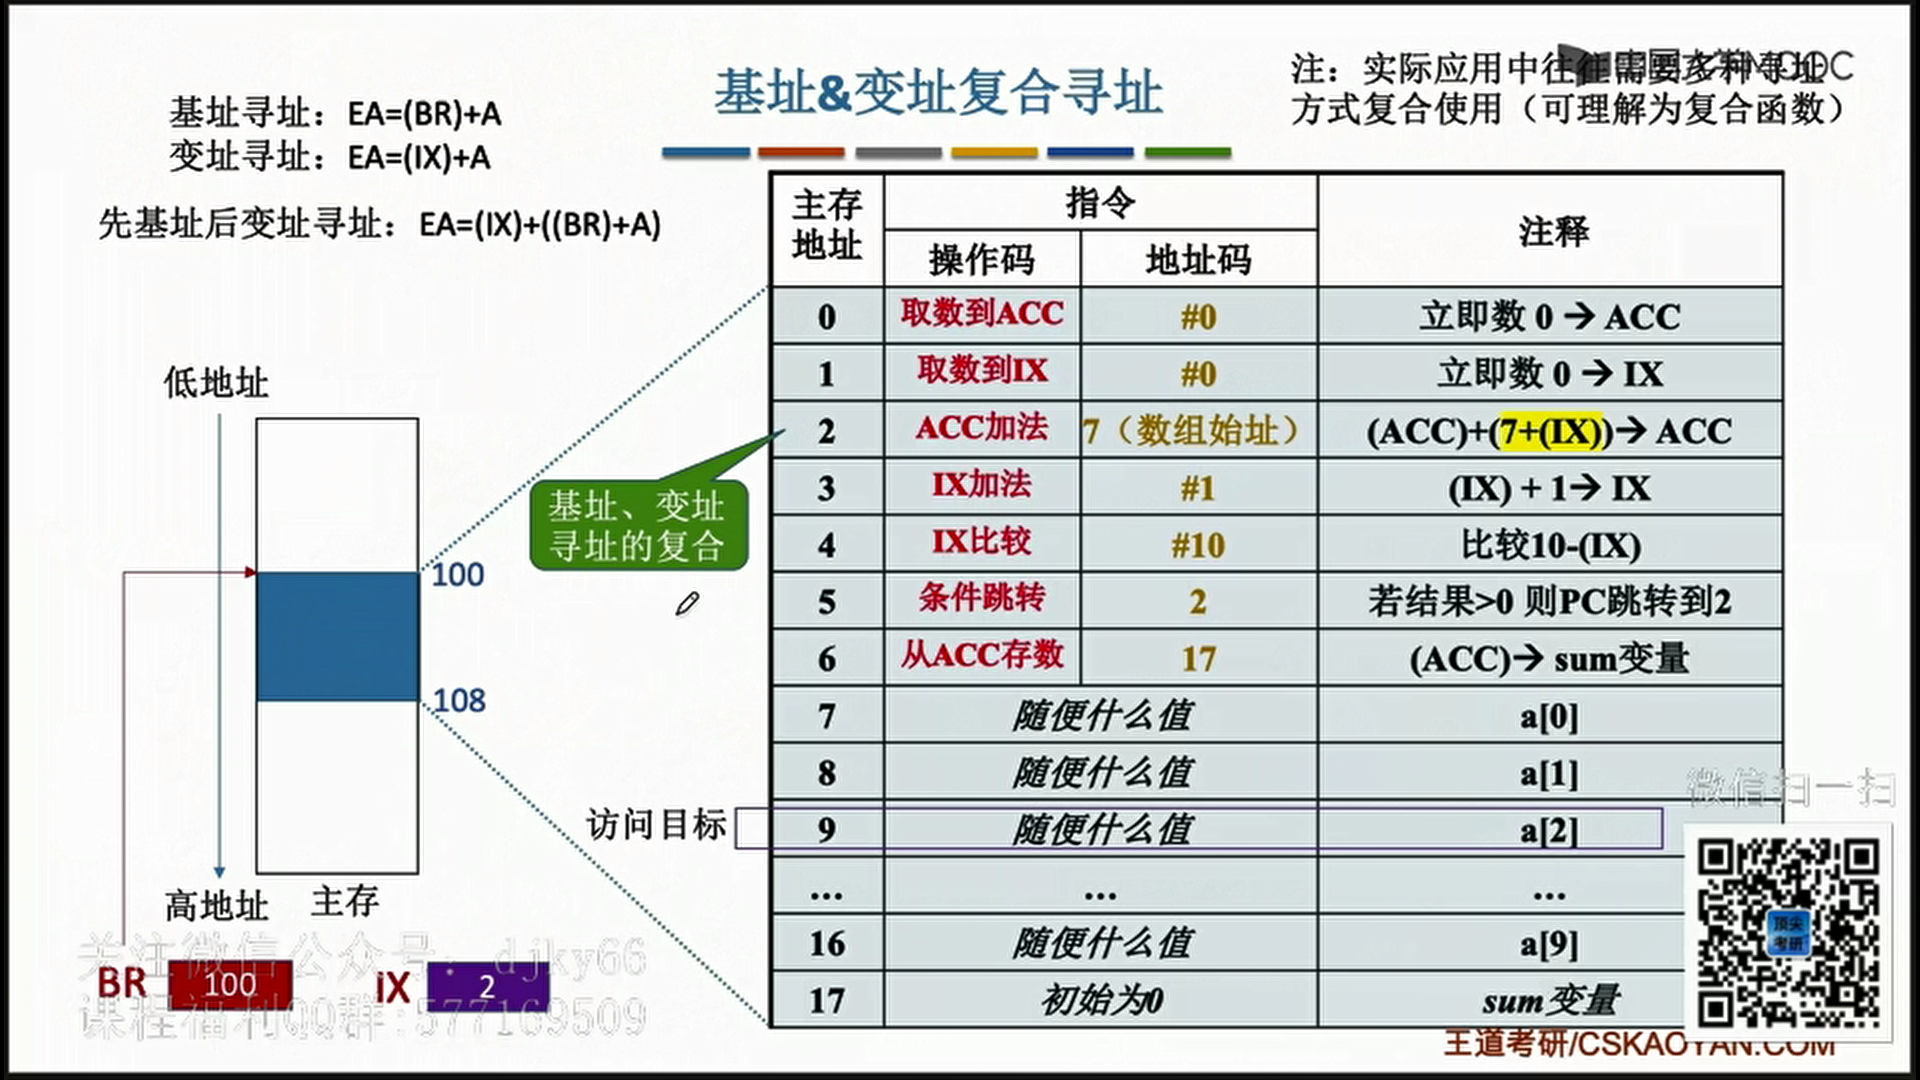 基址&变址复合寻址
注：实际应用中往往需要多种寻址
方式复合使用（可理解为复合函数）
基址寻址：EA=(BR)+A
变址寻址：EA=(IX)+A
先基址后变址寻址：EA=(IX)+((BR)+A)
低地址
100
108
高地址
主存
BR 100
IX 2
基址、变址
寻址的复合
访问目标
主存地址 指令 注释
操作码 地址码
0 取数到ACC #0 立即数 0 → ACC
1 取数到IX #0 立即数 0 → IX
2 ACC加法 7（数组始址） (ACC)+(7+(IX))→ ACC
3 IX加法 #1 (IX) + 1→ IX
4 IX比较 #10 比较10-(IX)
5 条件跳转 2 若结果>0 则PC跳转到2
6 从ACC存数 17 (ACC)→ sum变量
7 随便什么值 a[0]
8 随便什么值 a[1]
9 随便什么值 a[2]
... ... ...
16 随便什么值 a[9]
17 初始为0 sum变量
关注微信公众号：djky66
课程福利QQ群:577169509
微信扫一扫
顶尖
考研
王道考研/CSKAOYAN.COM